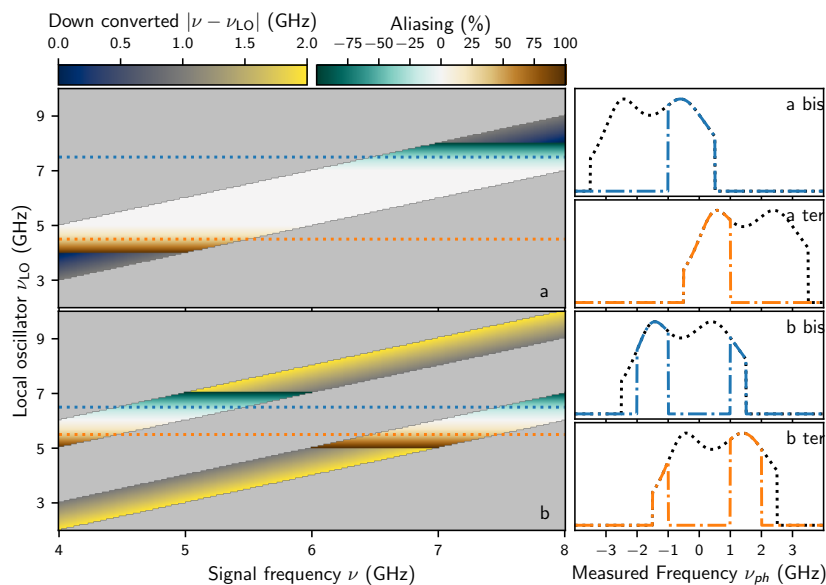 Down converted |ν − ν_LO| (GHz)
Aliasing (%)
0.0 0.5 1.0 1.5 2.0
−75 −50 −25 0 25 50 75 100
9
7
5
3
a
a bis
a ter
Local oscillator ν_LO (GHz)
9
7
5
3
b
b bis
b ter
4 5 6 7 8
−3 −2 −1 0 1 2 3
Signal frequency ν (GHz)
Measured Frequency ν_ph (GHz)